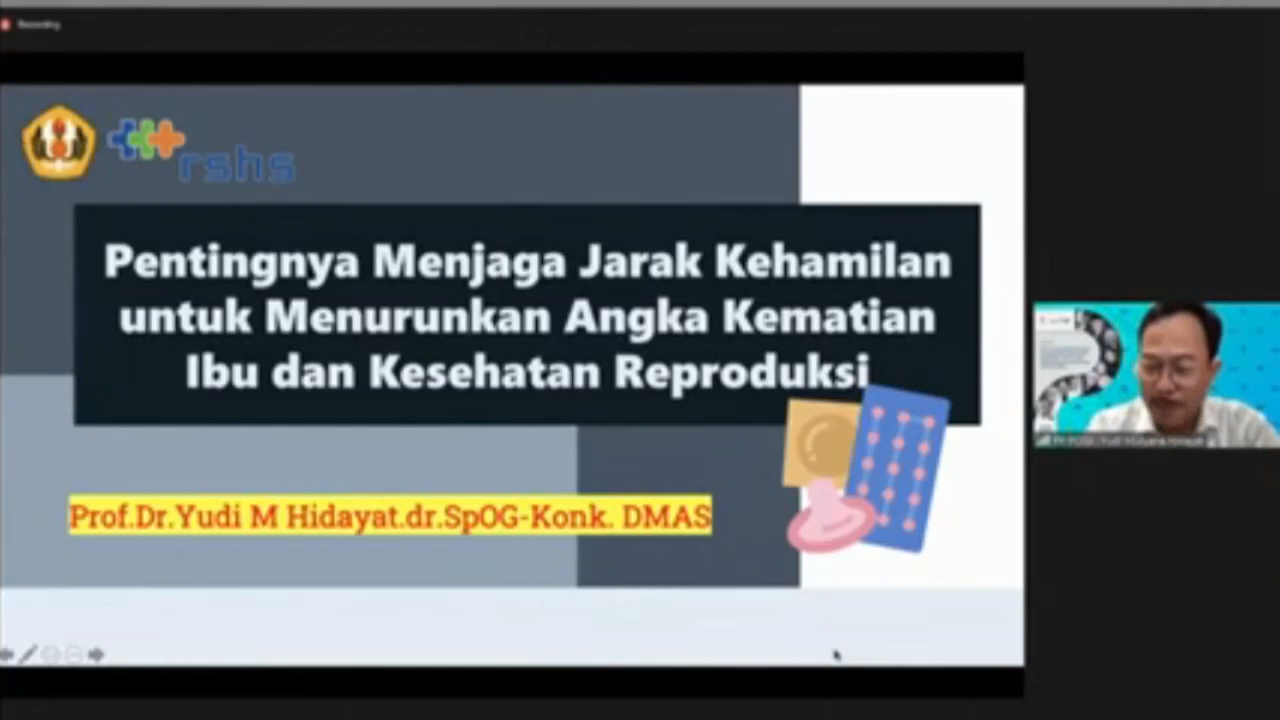 Recording
rshs
Pentingnya Menjaga Jarak Kehamilan
untuk Menurunkan Angka Kematian
Ibu dan Kesehatan Reproduksi
Prof.Dr.Yudi M Hidayat.dr.SpOG-Konk. DMAS